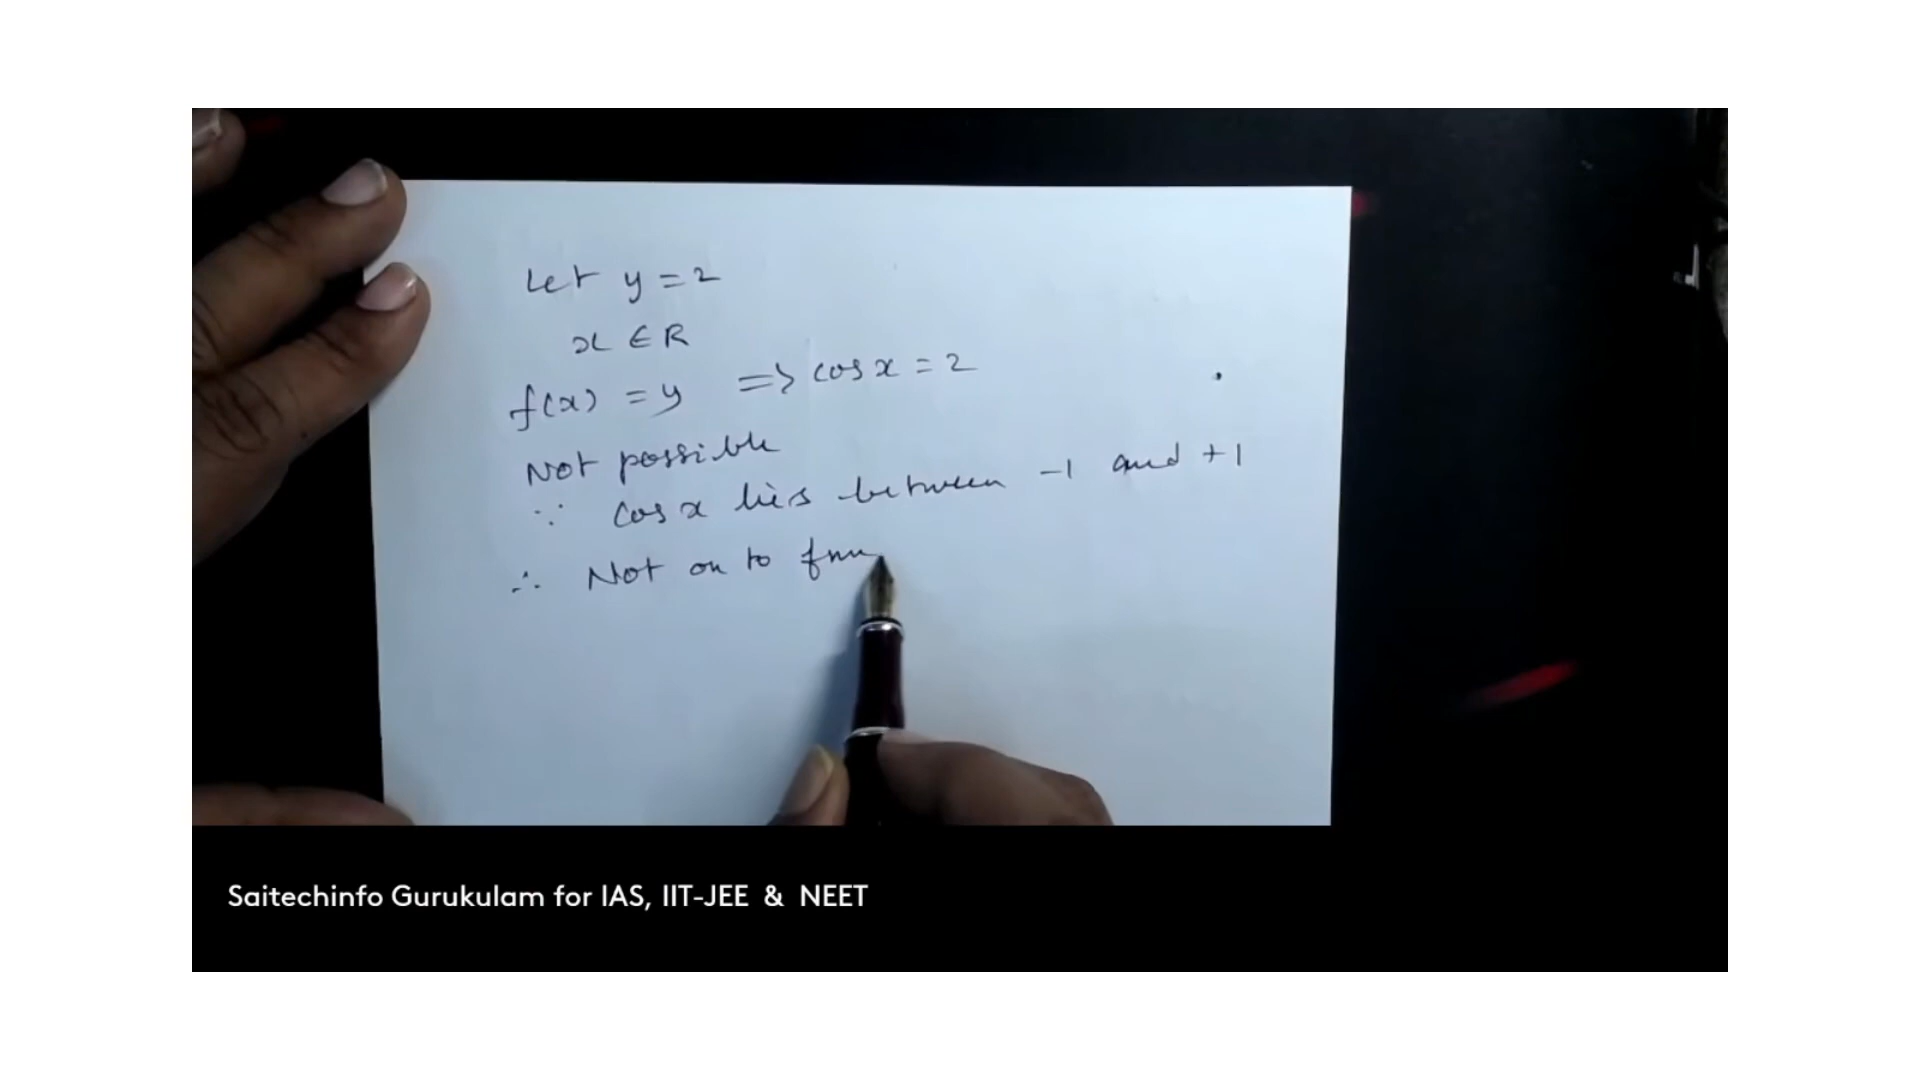 Let y = 2
x ∈ R
f(x) = y ⟹ cos x = 2
Not possible
∵ cos x lies between -1 and +1
∴ Not on to
Saitechinfo Gurukulam for IAS, IIT-JEE & NEET